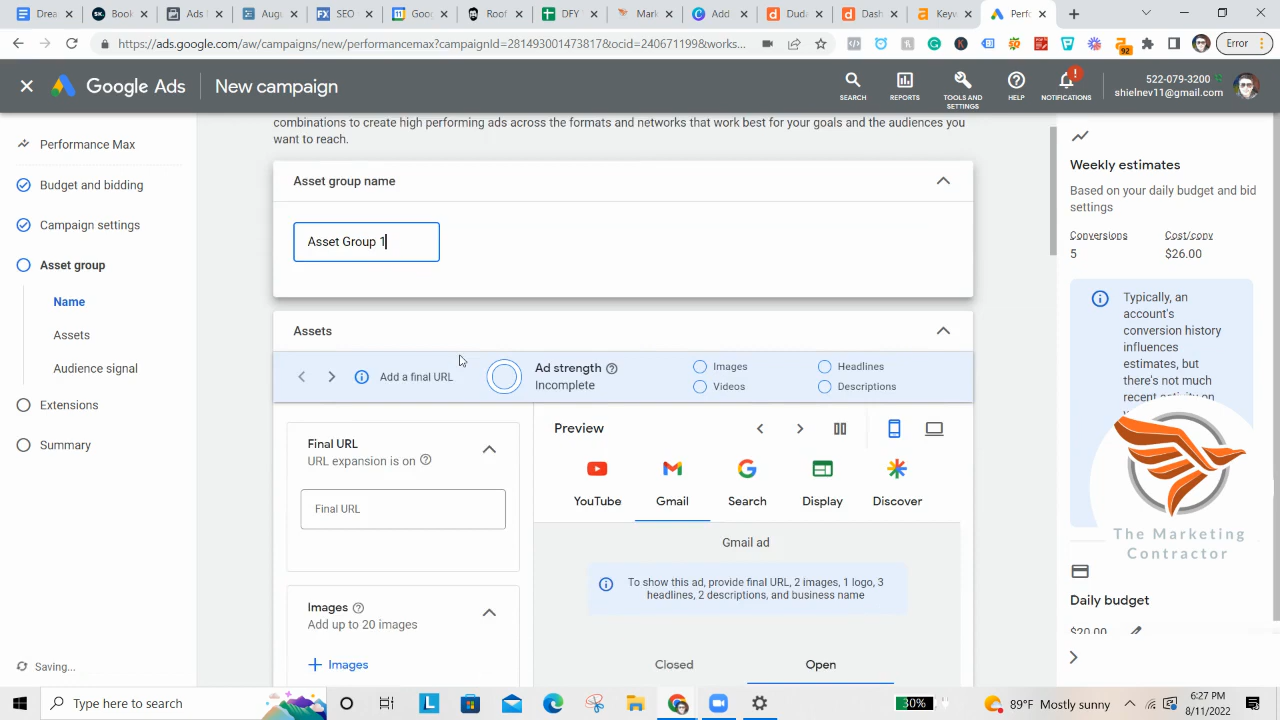 Drea
Book
Ads
Aug
SEO
Goo
Roof
DFY
Mark
Add
Duda
Dash
Keyw
Perfo
https://ads.google.com/aw/campaigns/new/performancemax?campaignId=281493001473817&ocid=240671198&works...
92
Error
Google Ads
New campaign
SEARCH
REPORTS
TOOLS AND
SETTINGS
HELP
NOTIFICATIONS
522-079-3200
shielnev11@gmail.com
Performance Max
Budget and bidding
Campaign settings
Asset group
Name
Assets
Audience signal
Extensions
Summary
Saving...
combinations to create high performing ads across the formats and networks that work best for your goals and the audiences you
want to reach.
Asset group name
Asset Group 1
Assets
Add a final URL
Ad strength
Incomplete
Images
Videos
Headlines
Descriptions
Final URL
URL expansion is on
Final URL
Images
Add up to 20 images
Images
Preview
YouTube
Gmail
Search
Display
Discover
Gmail ad
To show this ad, provide final URL, 2 images, 1 logo, 3
headlines, 2 descriptions, and business name
Closed
Open
Weekly estimates
Based on your daily budget and bid
settings
Conversions
Cost/conv
5
$26.00
Typically, an
account's
conversion history
influences
estimates, but
there's not much
recent activity on
The Marketing
Contractor
Daily budget
$20.00
Type here to search
30%
89°F Mostly sunny
6:27 PM
8/11/2022